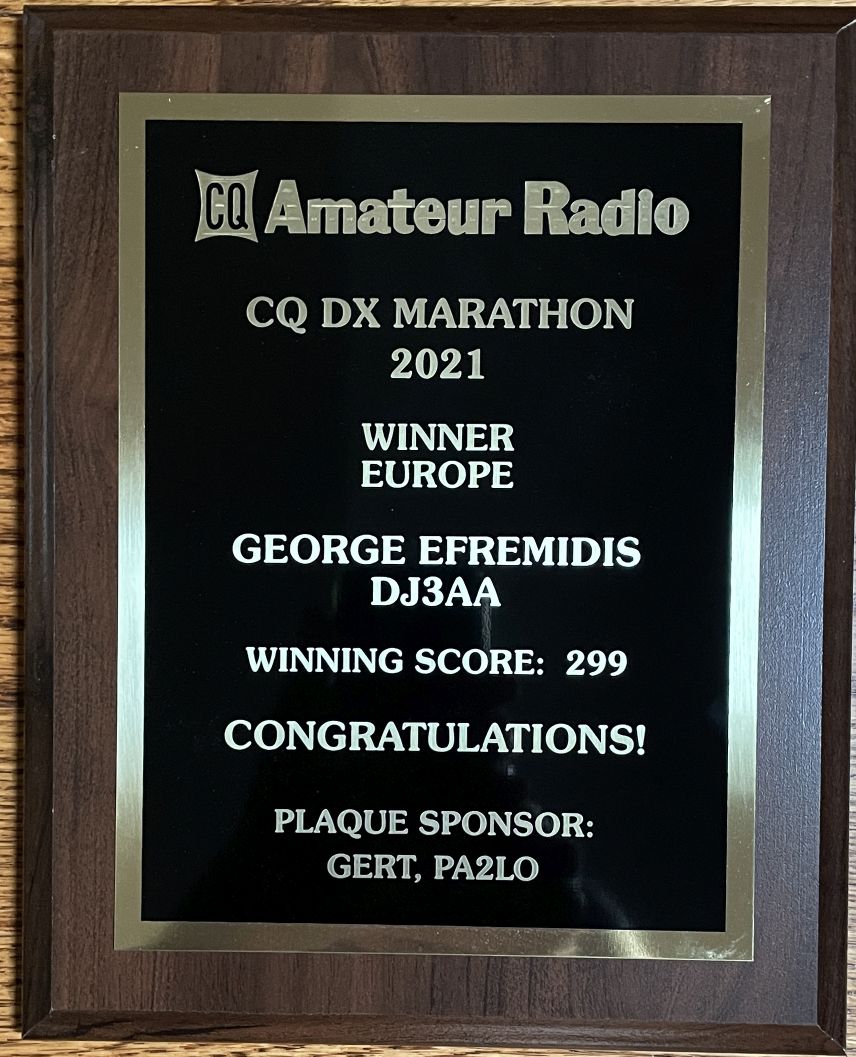 CQ Amateur Radio
CQ DX MARATHON
2021
WINNER
EUROPE
GEORGE EFREMIDIS
DJ3AA
WINNING SCORE: 299
CONGRATULATIONS!
PLAQUE SPONSOR:
GERT, PA2LO